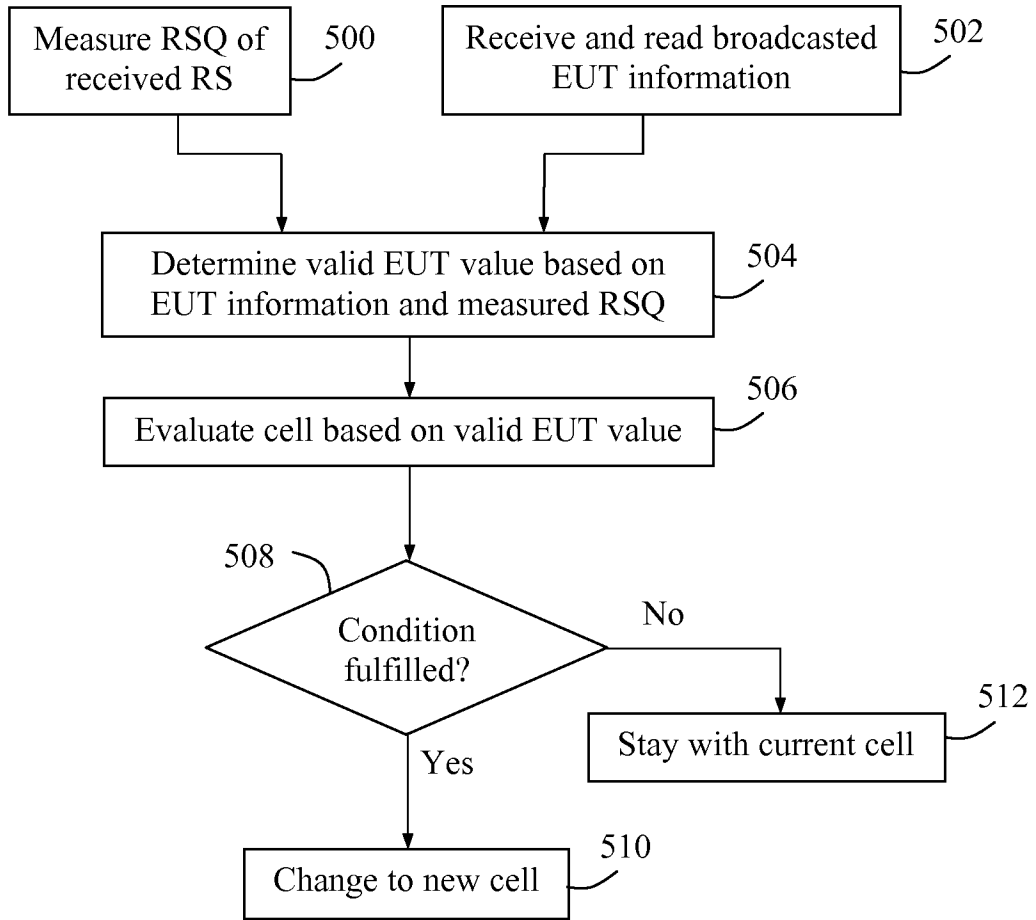 Measure RSQ of
received RS
500
Receive and read broadcasted
EUT information
502
Determine valid EUT value based on
EUT information and measured RSQ
504
Evaluate cell based on valid EUT value
506
508
Condition
fulfilled?
No
Yes
Stay with current cell
512
Change to new cell
510